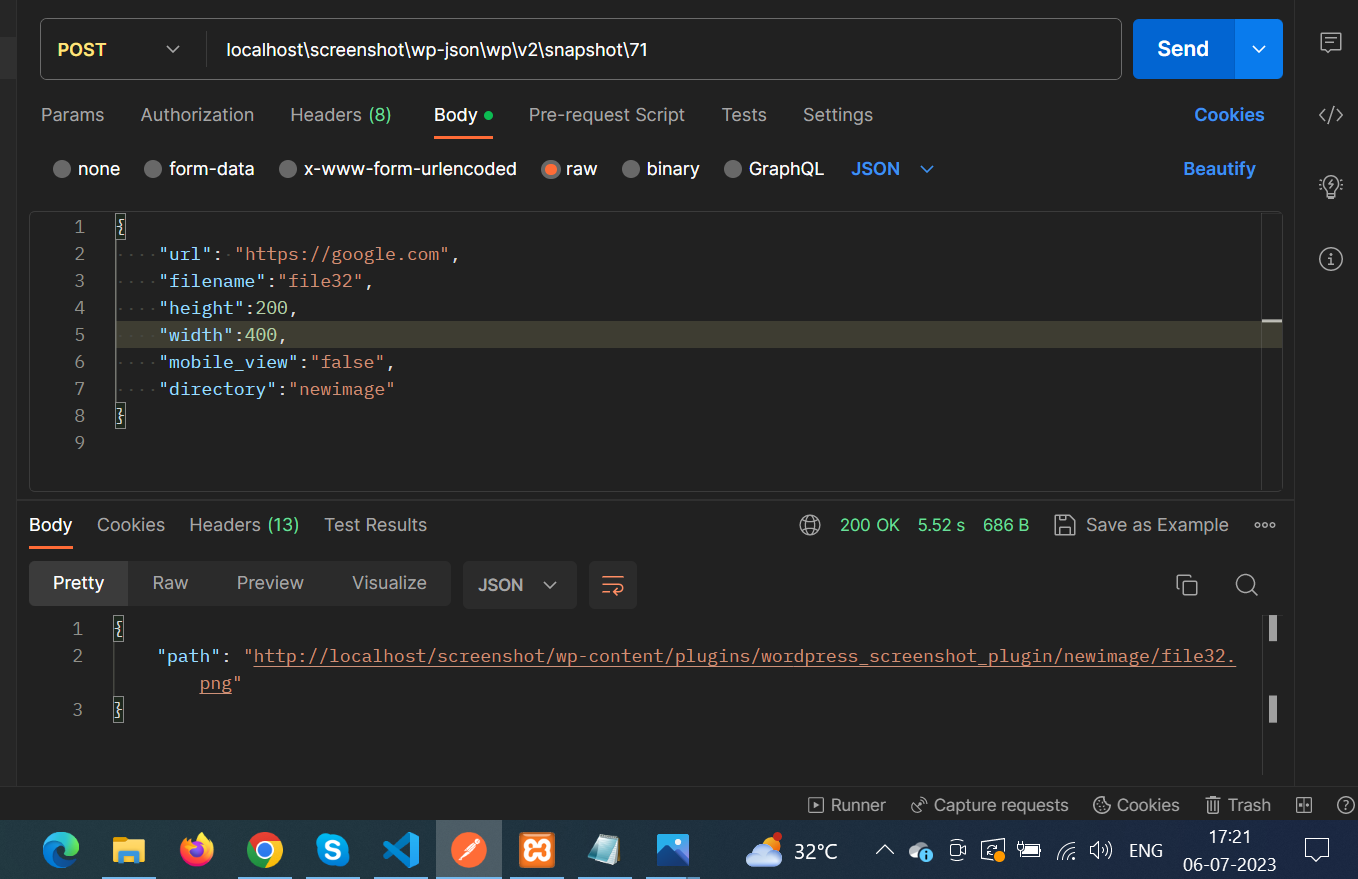 POST localhost\screenshot\wp-json\wp\v2\snapshot\71 Send
Params Authorization Headers (8) Body Pre-request Script Tests Settings Cookies
none form-data x-www-form-urlencoded raw binary GraphQL JSON Beautify
1 {
2 "url": "https://google.com",
3 "filename":"file32",
4 "height":200,
5 "width":400,
6 "mobile_view":"false",
7 "directory":"newimage"
8 }
9
Body Cookies Headers (13) Test Results 200 OK 5.52 s 686 B Save as Example
Pretty Raw Preview Visualize JSON
1 {
2 "path": "http://localhost/screenshot/wp-content/plugins/wordpress_screenshot_plugin/newimage/file32.
png"
3 }
Runner Capture requests Cookies Trash
32°C ENG 17:21
06-07-2023